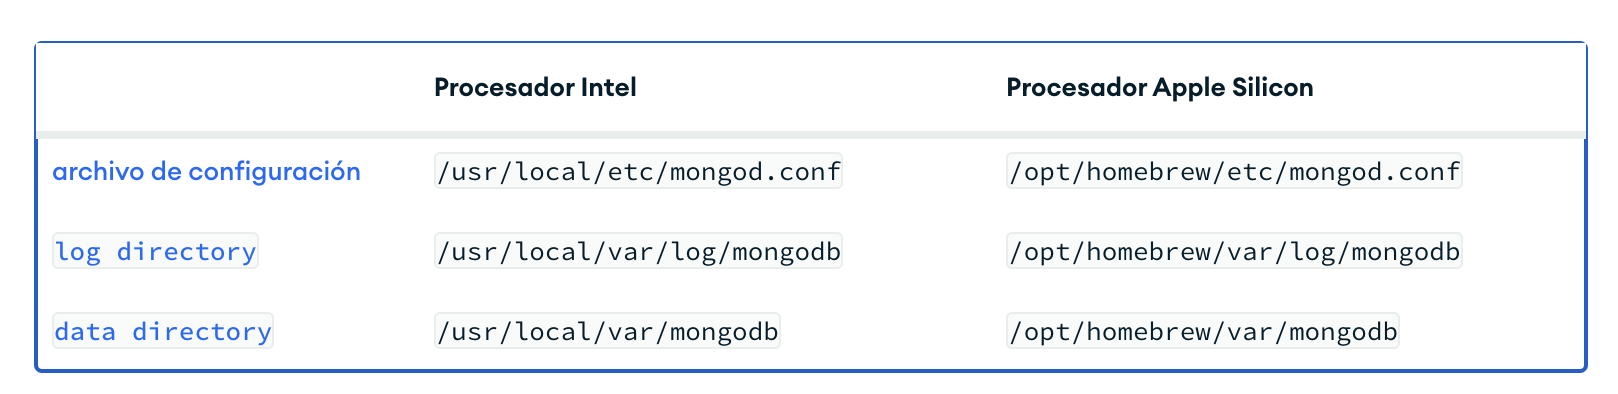 Procesador Intel Procesador Apple Silicon
archivo de configuración /usr/local/etc/mongod.conf /opt/homebrew/etc/mongod.conf
log directory /usr/local/var/log/mongodb /opt/homebrew/var/log/mongodb
data directory /usr/local/var/mongodb /opt/homebrew/var/mongodb